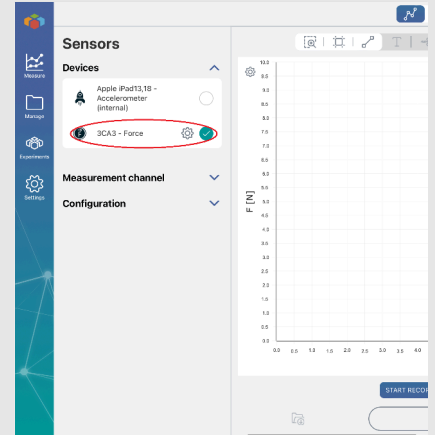 Measure
Manage
Experiments
Settings
Sensors
Devices
Apple iPad13,18 -
Accelerometer
(internal)
3CA3 - Force
Measurement channel
Configuration
T
F [N]
10.0
9.5
9.0
8.5
8.0
7.5
7.0
6.5
6.0
5.5
5.0
4.5
4.0
3.5
3.0
2.5
2.0
1.5
1.0
0.5
0.0
0.0 0.5 1.0 1.5 2.0 2.5 3.0 3.5 4.0
START RECOR